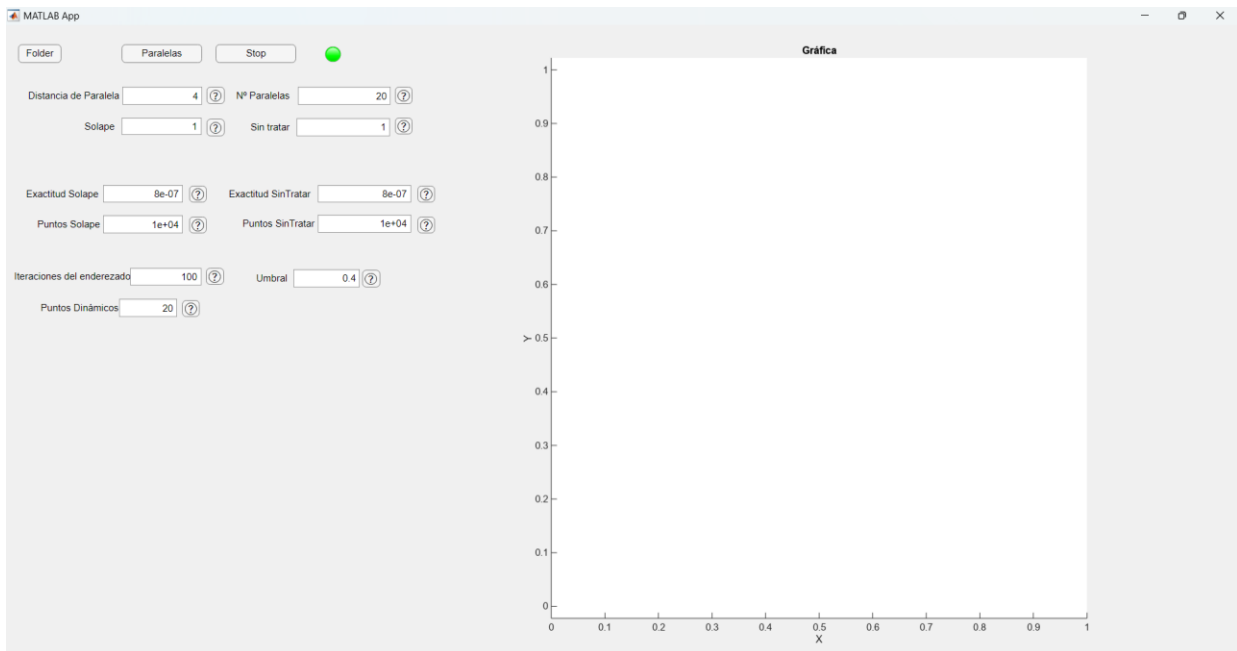 MATLAB App
Folder Paralelas Stop
Distancia de Paralela 4 ? Nº Paralelas 20 ?
Solape 1 ? Sin tratar 1 ?
Exactitud Solape 8e-07 ? Exactitud SinTratar 8e-07 ?
Puntos Solape 1e+04 ? Puntos SinTratar 1e+04 ?
Iteraciones del enderezado 100 ? Umbral 0.4 ?
Puntos Dinámicos 20 ?
Gráfica
1
0.9
0.8
0.7
0.6
Y 0.5
0.4
0.3
0.2
0.1
0
0 0.1 0.2 0.3 0.4 0.5 0.6 0.7 0.8 0.9 1
X